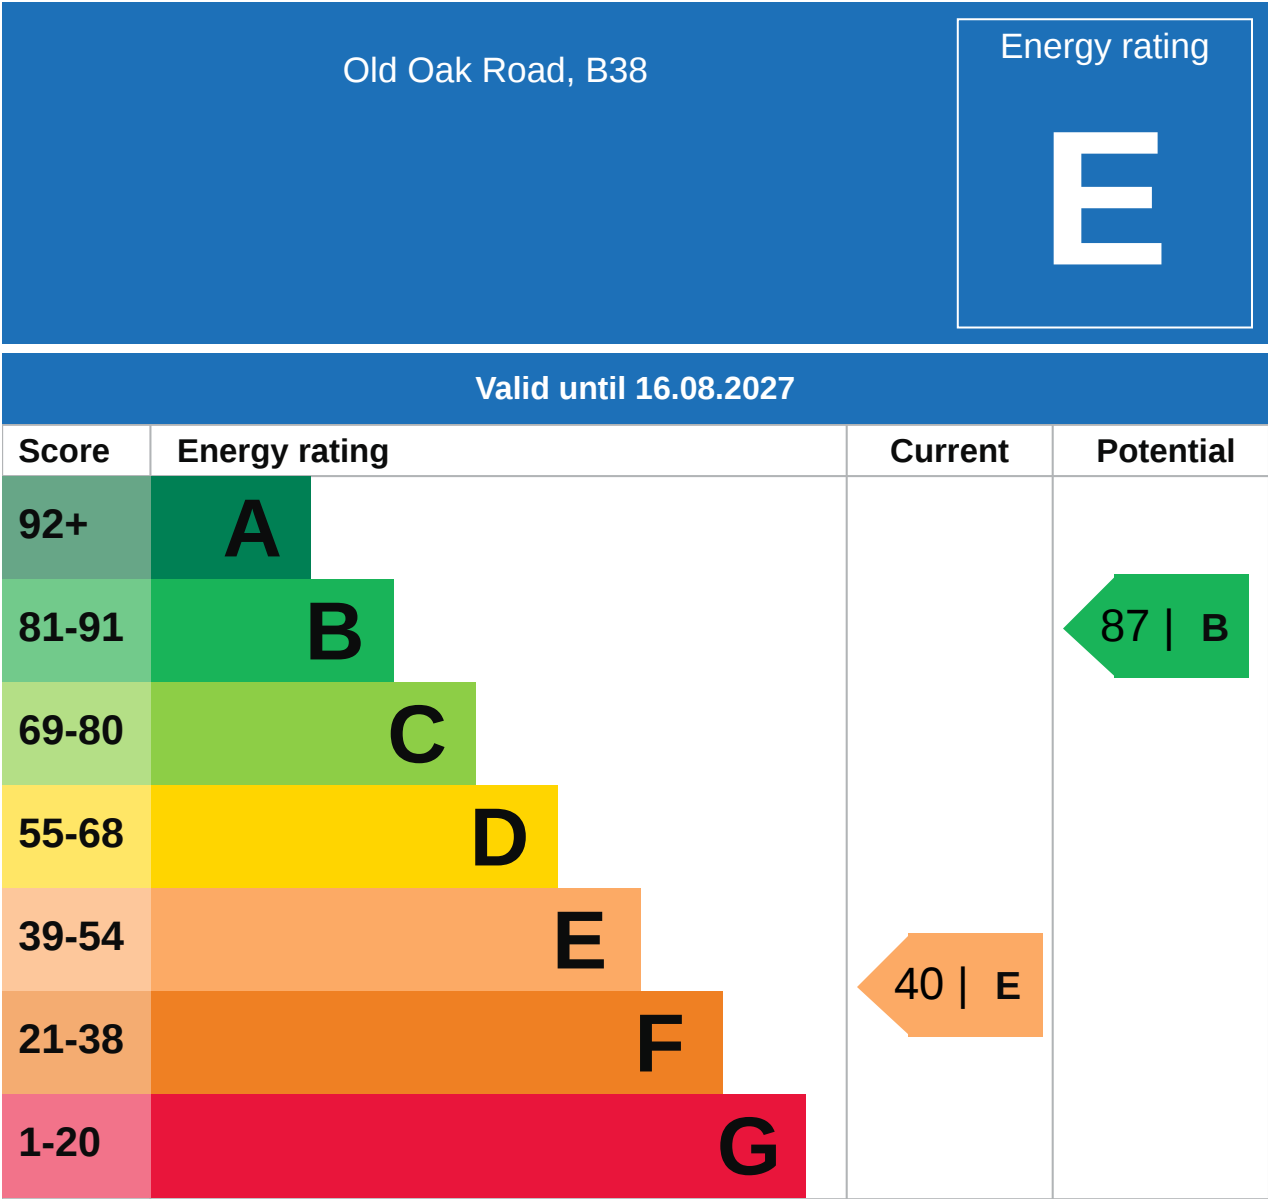 Old Oak Road, B38
Energy rating
E
Valid until 16.08.2027
Score Energy rating Current Potential
92+ A
81-91 B 87 | B
69-80 C
55-68 D
39-54 E 40 | E
21-38 F
1-20 G